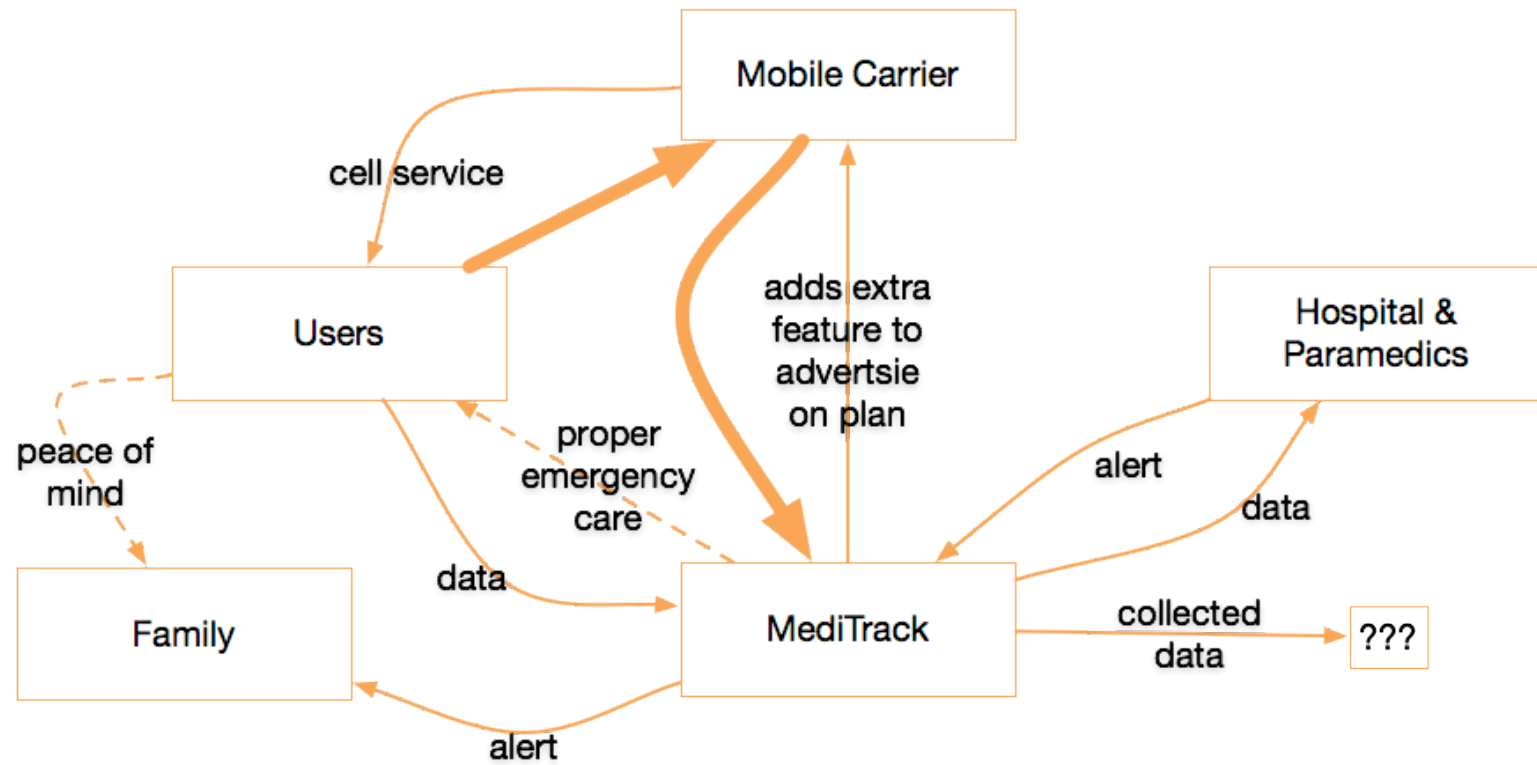 Mobile Carrier
cell service
adds extra
feature to
advertsie
on plan
Users
Hospital &
Paramedics
peace of
mind
proper
emergency
care
alert
data
data
Family
MediTrack
collected
data
???
alert